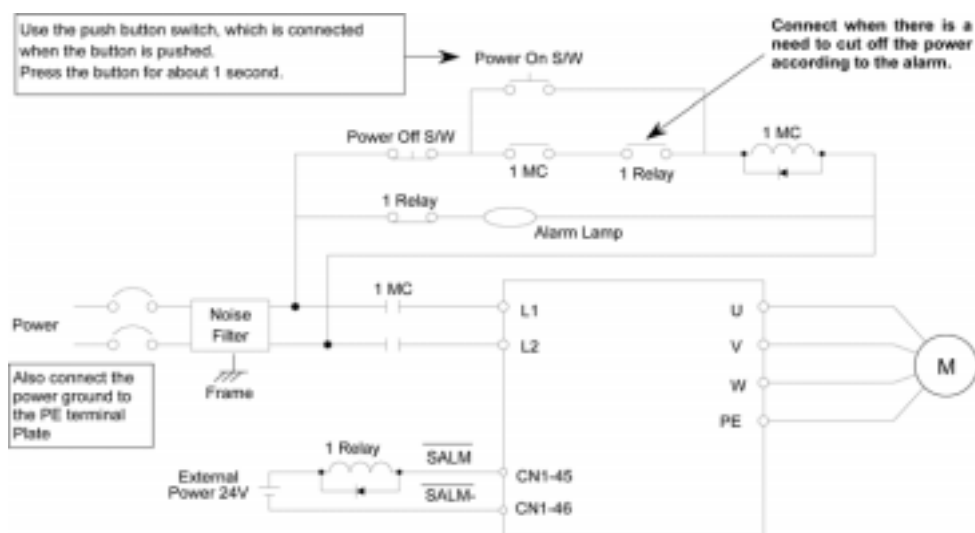 Use the push button switch, which is connected
when the button is pushed.
Press the button for about 1 second.
Connect when there is a
need to cut off the power
according to the alarm.
Power On S/W
Power Off S/W
1 MC
1 Relay
1 MC
1 Relay
Alarm Lamp
1 MC
Power
Noise
Filter
Frame
L1
L2
U
V
W
PE
M
Also connect the
power ground to
the PE terminal
Plate
1 Relay
SALM
SALM-
External
Power 24V
CN1-45
CN1-46